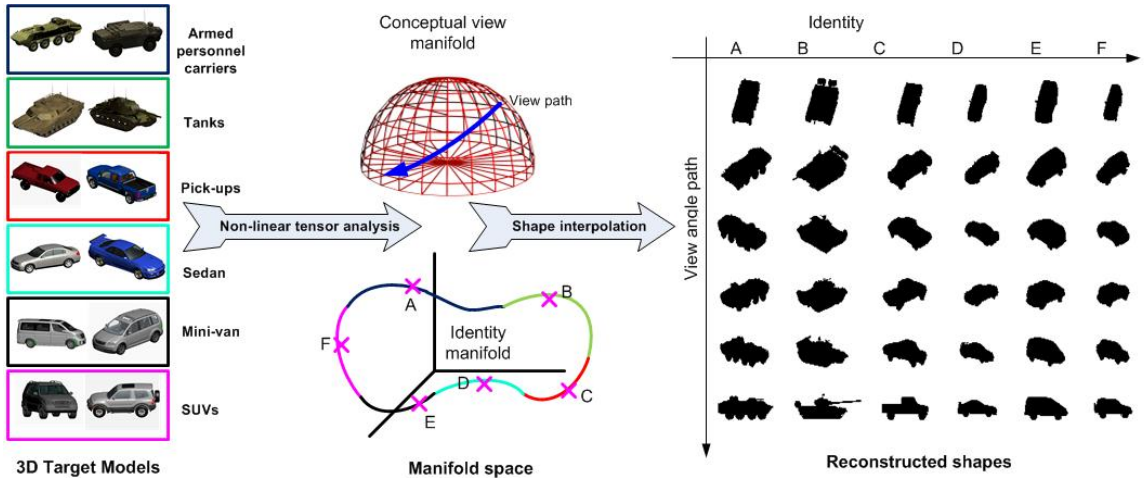 Armed
personnel
carriers
Tanks
Pick-ups
Sedan
Mini-van
SUVs
3D Target Models
Non-linear tensor analysis
Conceptual view
manifold
View path
Shape interpolation
A
B
Identity
manifold
F
D
C
E
Manifold space
Identity
A B C D E F
View angle path
Reconstructed shapes